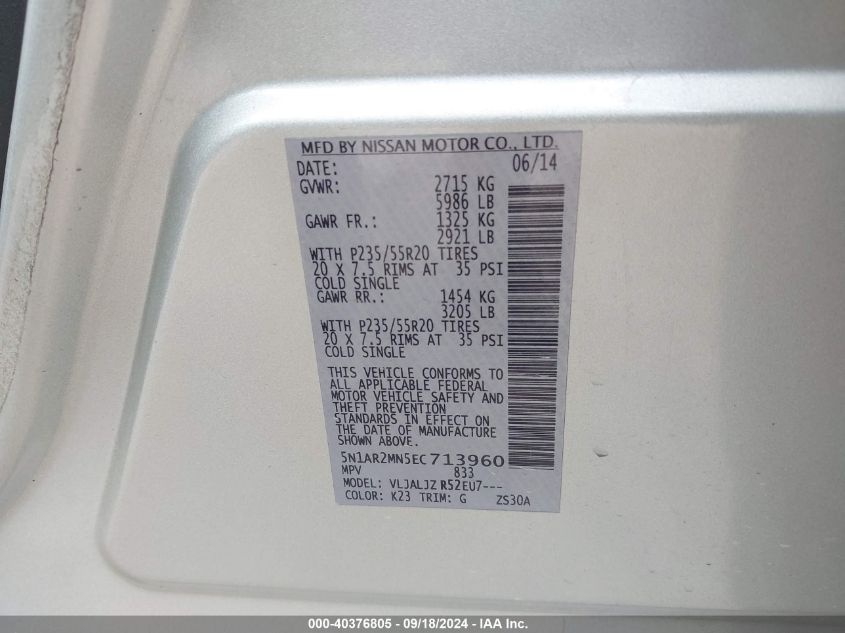 MFD BY NISSAN MOTOR CO., LTD.
DATE: 06/14
GVWR: 2715 KG
5986 LB
GAWR FR.: 1325 KG
2921 LB
WITH P235/55R20 TIRES
20 X 7.5 RIMS AT 35 PSI
COLD SINGLE
GAWR RR.: 1454 KG
3205 LB
WITH P235/55R20 TIRES
20 X 7.5 RIMS AT 35 PSI
COLD SINGLE
THIS VEHICLE CONFORMS TO
ALL APPLICABLE FEDERAL
MOTOR VEHICLE SAFETY AND
THEFT PREVENTION
STANDARDS IN EFFECT ON
THE DATE OF MANUFACTURE
SHOWN ABOVE.
5N1AR2MN5EC713960
MPV 833
MODEL: VLJALJZ R52EU7---
COLOR: K23 TRIM: G ZS30A
000-40376805 - 09/18/2024 - IAA Inc.